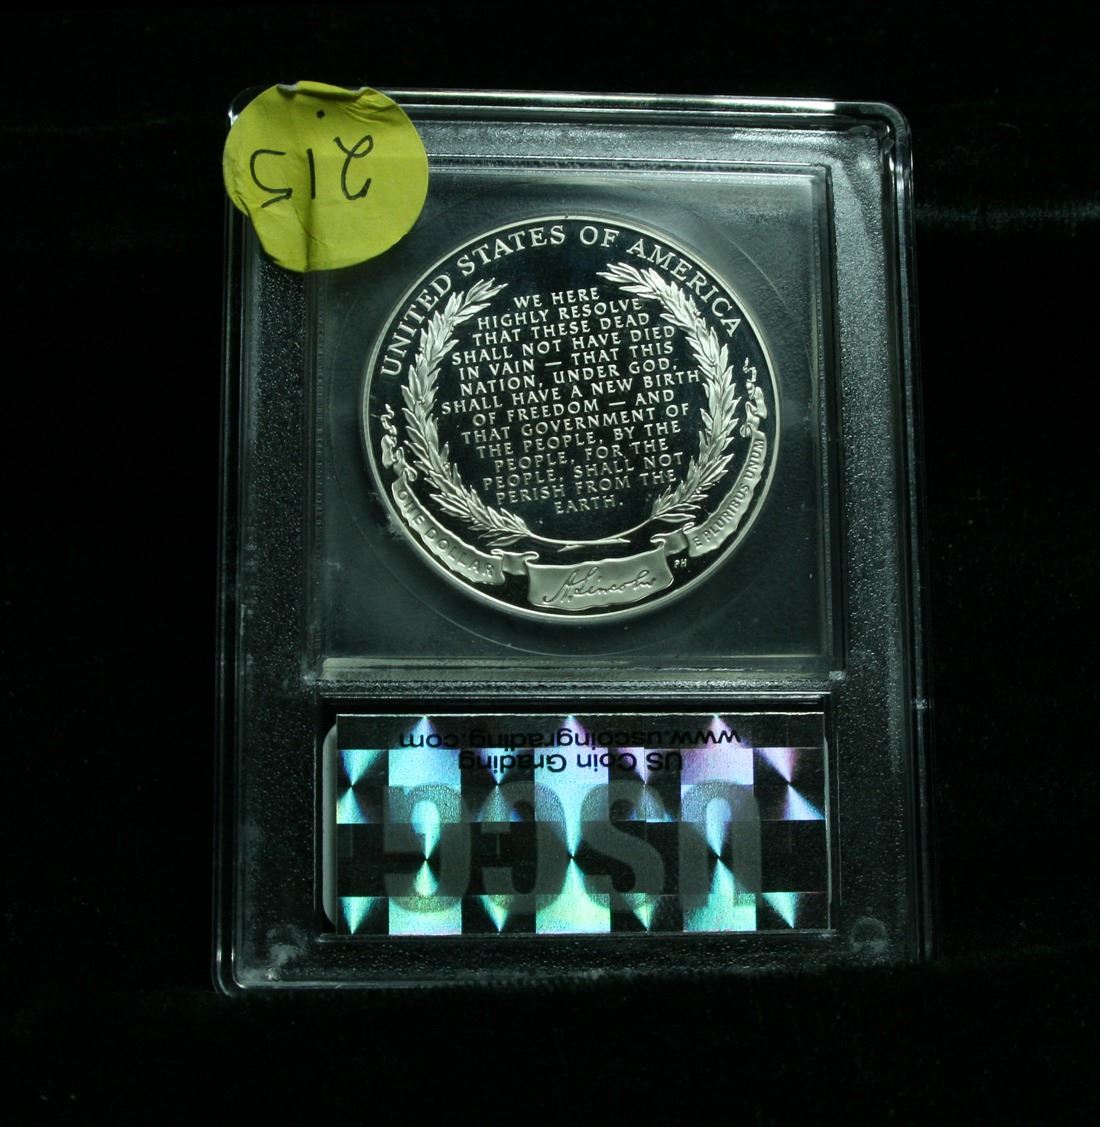 215
UNITED STATES OF AMERICA
WE HERE
HIGHLY RESOLVE
THAT THESE DEAD
SHALL NOT HAVE DIED
IN VAIN — THAT THIS
NATION, UNDER GOD,
SHALL HAVE A NEW BIRTH
OF FREEDOM — AND
THAT GOVERNMENT OF
THE PEOPLE, BY THE
PEOPLE, FOR THE
PEOPLE, SHALL NOT
PERISH FROM THE
EARTH.
ONE DOLLAR
A. Lincoln
PH
E PLURIBUS UNUM
USCG
US Coin Grading
www.uscoingrading.com